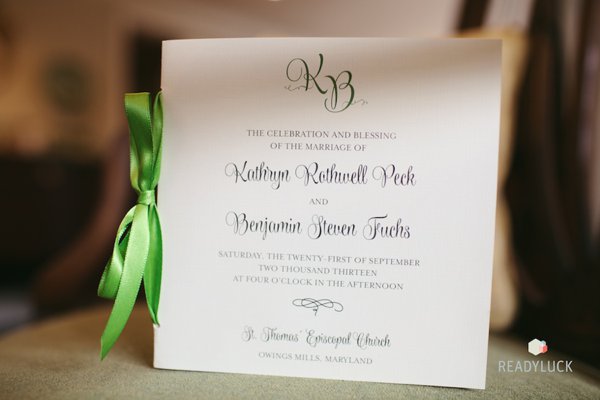 KB
THE CELEBRATION AND BLESSING
OF THE MARRIAGE OF
Kathryn Rothwell Peck
AND
Benjamin Steven Fuchs
SATURDAY, THE TWENTY-FIRST OF SEPTEMBER
TWO THOUSAND THIRTEEN
AT FOUR O'CLOCK IN THE AFTERNOON
St. Thomas' Episcopal Church
OWINGS MILLS, MARYLAND
READYLUCK